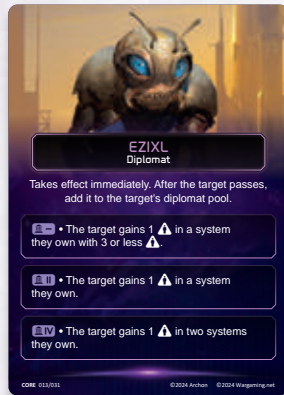 EZIXL
Diplomat
Takes effect immediately. After the target passes,
add it to the target's diplomat pool.
– • The target gains 1 in a system
they own with 3 or less .
II • The target gains 1 in a system
they own.
IV • The target gains 1 in two systems
they own.
CORE 013/031 ©2024 Archon ©2024 Wargaming.net